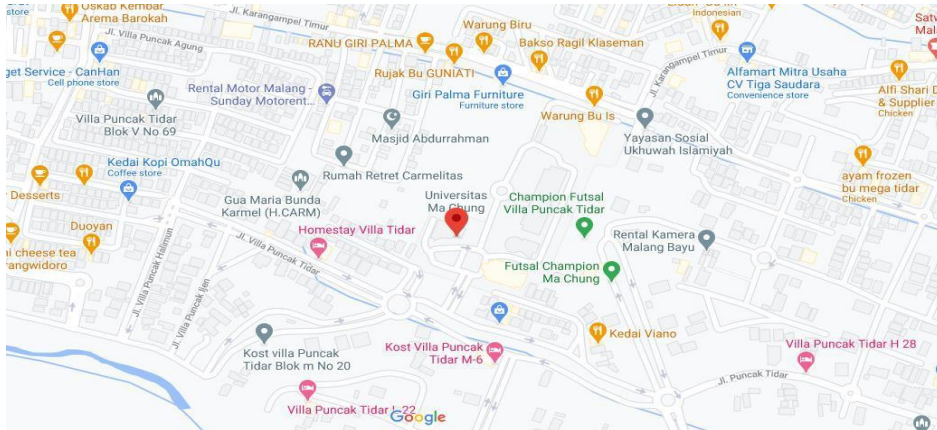 store
Oskab Kembar
Arema Barokah
Jl. Karangampel Timur
Warung Biru
Indonesian
Jl. Villa Puncak Agung
RANU GIRI PALMA
Bakso Ragil Klaseman
get Service - CanHan
Cell phone store
Rujak Bu GUNIATI
Jl. Karangampel Timur
Alfamart Mitra Usaha
CV Tiga Saudara
Convenience store
Rental Motor Malang -
Sunday Motorent...
Giri Palma Furniture
Furniture store
Alfi Shari D
& Supplier
Chicken
Villa Puncak Tidar
Blok V No 69
Warung Bu Is
Masjid Abdurrahman
Yayasan Sosial
Ukhuwah Islamiyah
Kedai Kopi OmahQu
Coffee store
Rumah Retret Carmelitas
ayam frozen
bu mega tidar
Chicken
Desserts
Gua Maria Bunda
Karmel (H.CARM)
Universitas
Ma Chung
Champion Futsal
Villa Puncak Tidar
Duoyan
Homestay Villa Tidar
Rental Kamera
Malang Bayu
i cheese tea
rangwidoro
Jl. Villa Puncak Halimun
Jl. Villa Puncak Tidar
Futsal Champion
Ma Chung
Jl. Villa Puncak Ijen
Kedai Viano
Kost villa Puncak
Tidar Blok m No 20
Kost Villa Puncak
Tidar M-6
Villa Puncak Tidar H 28
Jl. Puncak Tidar
Villa Puncak Tidar L-22
Google